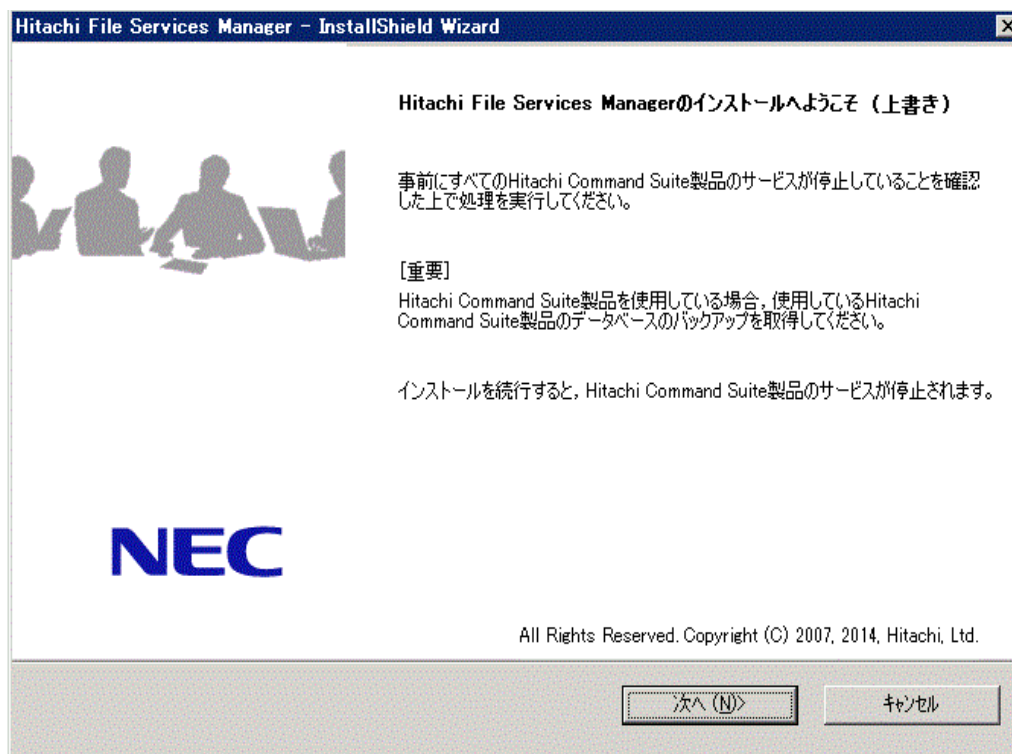 Hitachi File Services Manager - InstallShield Wizard
Hitachi File Services Managerのインストールへようこそ（上書き）
事前にすべてのHitachi Command Suite製品のサービスが停止していることを確認
した上で処理を実行してください。
[重要]
Hitachi Command Suite製品を使用している場合，使用しているHitachi
Command Suite製品のデータベースのバックアップを取得してください。
インストールを続行すると，Hitachi Command Suite製品のサービスが停止されます。
NEC
All Rights Reserved. Copyright (C) 2007, 2014, Hitachi, Ltd.
次へ(N)>
キャンセル